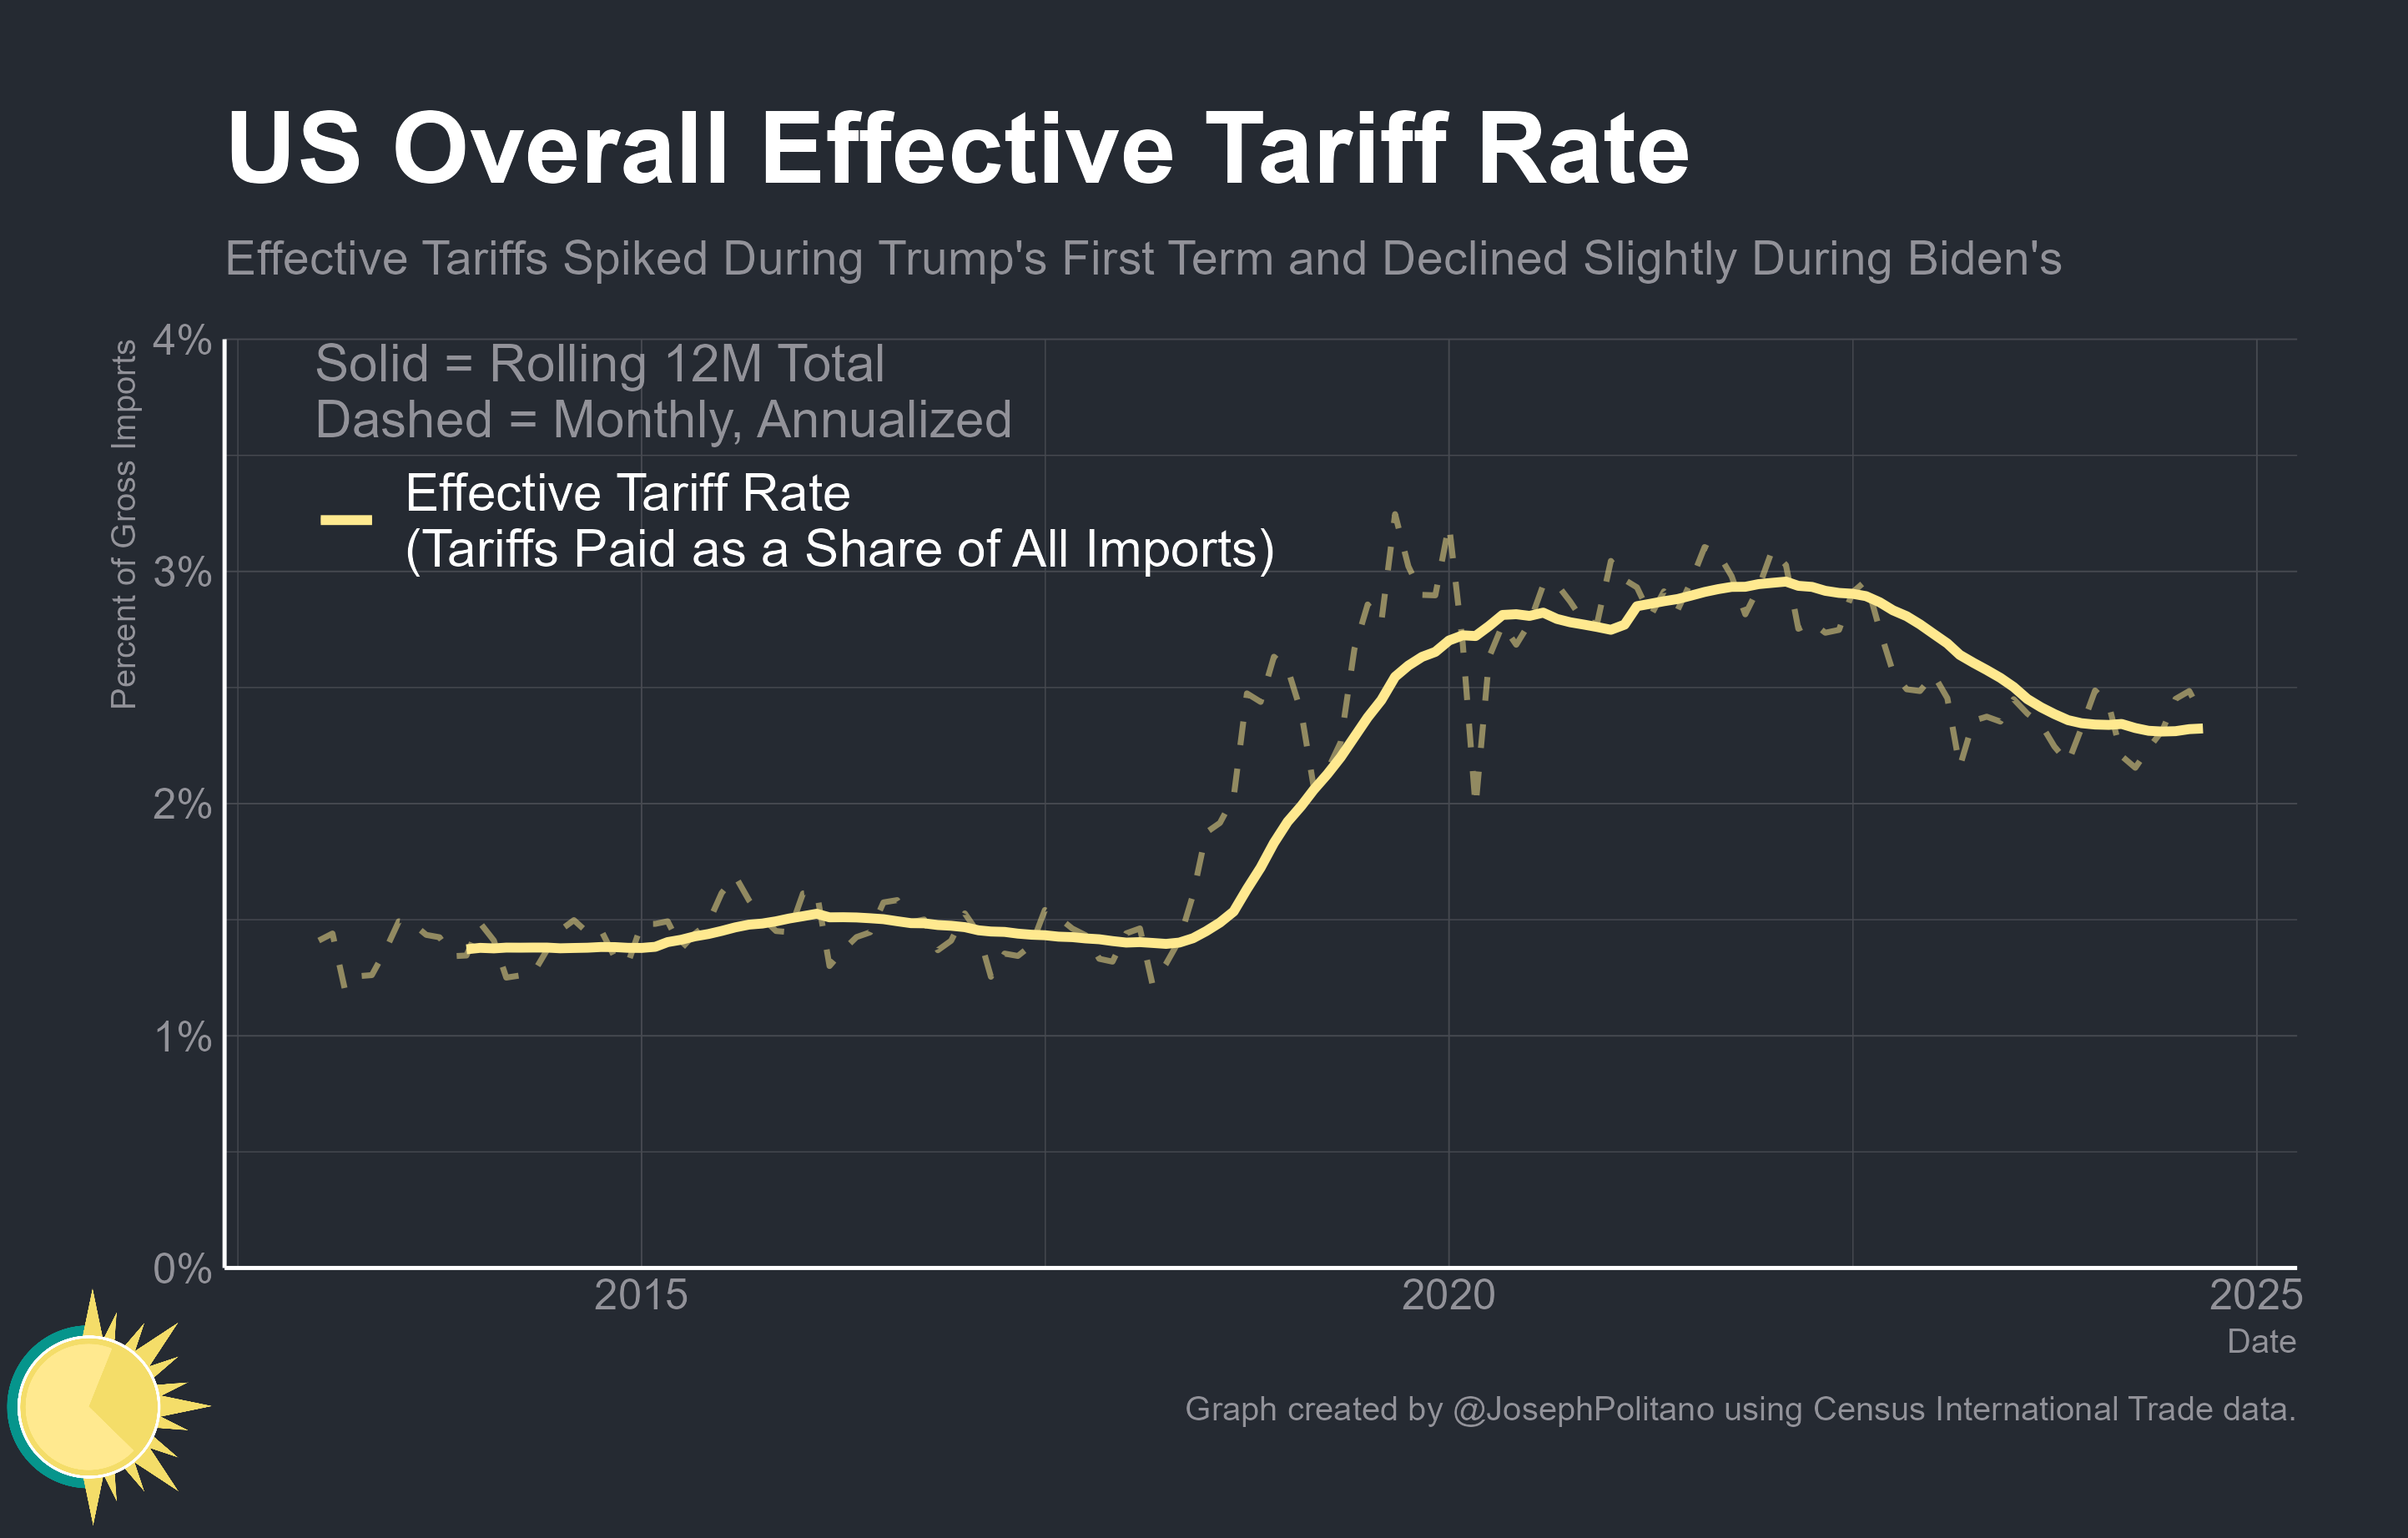 US Overall Effective Tariff Rate
Effective Tariffs Spiked During Trump's First Term and Declined Slightly During Biden's
Percent of Gross Imports
4%
3%
2%
1%
0%
Solid = Rolling 12M Total
Dashed = Monthly, Annualized
Effective Tariff Rate
(Tariffs Paid as a Share of All Imports)
2015
2020
2025
Date
Graph created by @JosephPolitano using Census International Trade data.